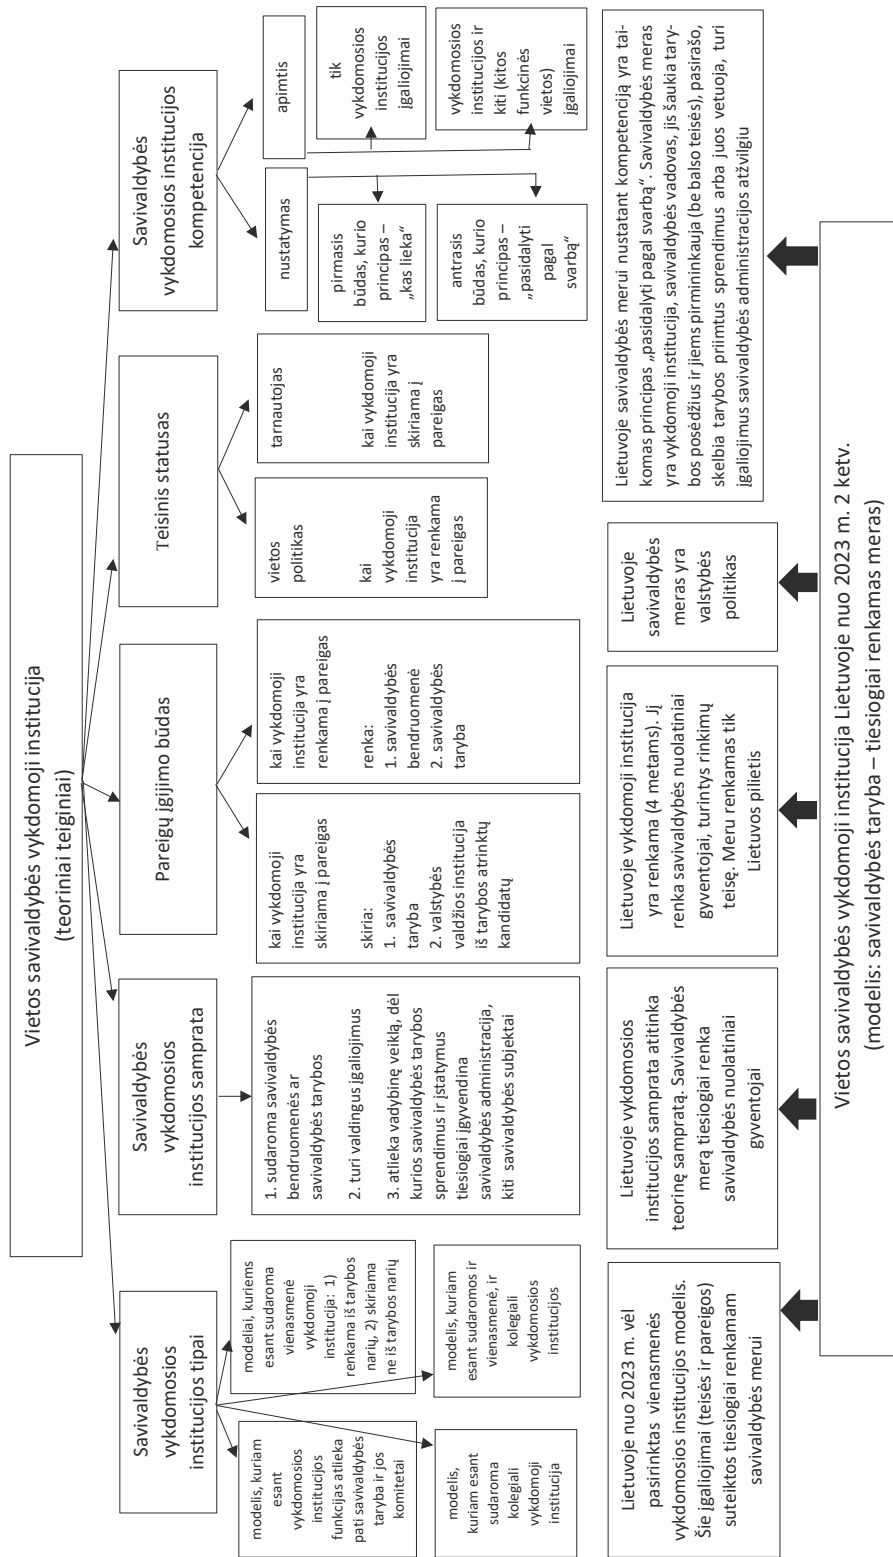 Vietos savivaldybės vykdomoji institucija
(teoriniai teiginiai)
Savivaldybės
vykdomosios
institucijos tipai
Savivaldybės
vykdomosios
institucijos samprata
Pareigų įgijimo būdas
Teisinis statusas
Savivaldybės
vykdomosios institucijos
kompetencija
modelis, kuriam
esant
vykdomosios
institucijos
funkcijas atlieka
pati savivaldybės
taryba ir jos
komitetai
modeliai, kuriems
esant sudaroma
vienasmenė
vykdomoji
institucija: 1)
renkama iš tarybos
narių, 2) skiriama
ne iš tarybos narių
modelis,
kuriam esant
sudaroma
kolegiali
vykdomoji
institucija
modelis, kuriam
esant sudaromos ir
vienasmenė, ir
kolegiali
vykdomosios
institucijos
1. sudaroma savivaldybės
bendruomenės ar
savivaldybės tarybos
2. turi valdingus įgaliojimus
3. atlieka vadybinę veiklą, dėl
kurios savivaldybės tarybos
sprendimus ir įstatymus
tiesiogiai įgyvendina
savivaldybės administracija,
kiti savivaldybės subjektai
kai vykdomoji
institucija yra
skiriama į pareigas
skiria:
1. savivaldybės
taryba
2. valstybės
valdžios institucija
iš tarybos atrinktų
kandidatų
kai vykdomoji
institucija yra
renkama į pareigas
renka:
1. savivaldybės
bendruomenė
2. savivaldybės
taryba
vietos
politikas
kai
vykdomoji
institucija
yra renkama
į pareigas
tarnautojas
kai vykdomoji
institucija yra
skiriama į
pareigas
nustatymas
apimtis
pirmasis
būdas, kurio
principas –
„kas lieka“
tik
vykdomosios
institucijos
įgaliojimai
antrasis
būdas, kurio
principas –
„pasidalyti
pagal
svarbą“
vykdomosios
institucijos ir
kiti (kitos
funkcinės
vietos)
įgaliojimai
Lietuvoje nuo 2023 m. vėl
pasirinktas vienasmenės
vykdomosios institucijos modelis.
Šie įgaliojimai (teisės ir pareigos)
suteiktos tiesiogiai renkamam
savivaldybės merui
Lietuvoje vykdomosios
institucijos samprata atitinka
teorinę sampratą. Savivaldybės
merą tiesiogiai renka
savivaldybės nuolatiniai
gyventojai
Lietuvoje vykdomoji institucija
yra renkama (4 metams). Jį
renka savivaldybės nuolatiniai
gyventojai, turintys rinkimų
teisę. Meru renkamas tik
Lietuvos pilietis
Lietuvoje
savivaldybės
meras yra
valstybės
politikas
Lietuvoje savivaldybės merui nustatant kompetenciją yra tai-
komas principas „pasidalyti pagal svarbą“. Savivaldybės meras
yra vykdomoji institucija, savivaldybės vadovas, jis šaukia tary-
bos posėdžius ir jiems pirmininkauja (be balso teisės), pasirašo,
skelbia tarybos priimtus sprendimus arba juos vetuoja, turi
įgaliojimus savivaldybės administracijos atžvilgiu
Vietos savivaldybės vykdomoji institucija Lietuvoje nuo 2023 m. 2 ketv.
(modelis: savivaldybės taryba – tiesiogiai renkamas meras)